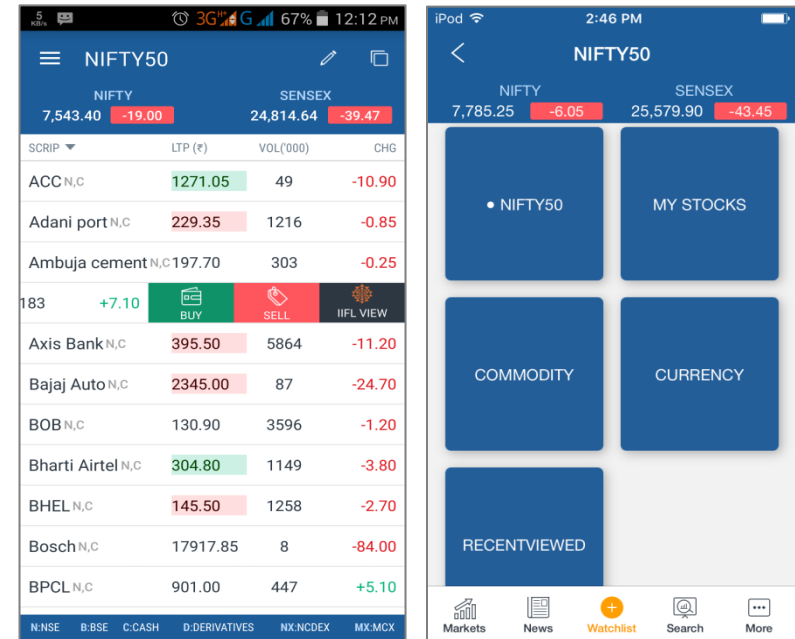 5 KB/s 3G H+ G 67% 12:12 PM
NIFTY50
NIFTY SENSEX
7,543.40 -19.00 24,814.64 -39.47
SCRIP LTP (₹) VOL('000) CHG
ACC N,C 1271.05 49 -10.90
Adani port N,C 229.35 1216 -0.85
Ambuja cement N,C 197.70 303 -0.25
183 +7.10 BUY SELL IIFL VIEW
Axis Bank N,C 395.50 5864 -11.20
Bajaj Auto N,C 2345.00 87 -24.70
BOB N,C 130.90 3596 -1.20
Bharti Airtel N,C 304.80 1149 -3.80
BHEL N,C 145.50 1258 -2.70
Bosch N,C 17917.85 8 -84.00
BPCL N,C 901.00 447 +5.10
N:NSE B:BSE C:CASH D:DERIVATIVES NX:NCDEX MX:MCX
iPod 2:46 PM
NIFTY50
NIFTY SENSEX
7,785.25 -6.05 25,579.90 -43.45
• NIFTY50 MY STOCKS
COMMODITY CURRENCY
RECENTVIEWED
Markets News Watchlist Search More